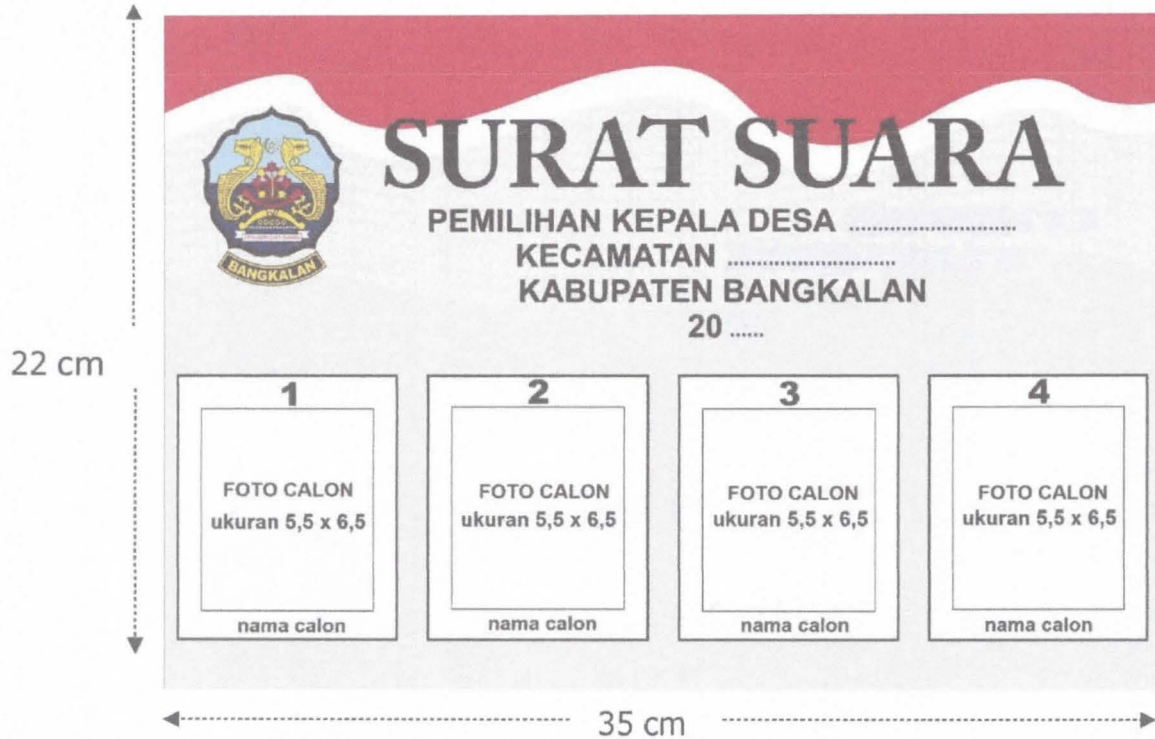 SURAT SUARA
PEMILIHAN KEPALA DESA ..........................
KECAMATAN ..........................
KABUPATEN BANGKALAN
20 ......
BANGKALAN
22 cm
1
FOTO CALON
ukuran 5,5 x 6,5
nama calon
2
FOTO CALON
ukuran 5,5 x 6,5
nama calon
3
FOTO CALON
ukuran 5,5 x 6,5
nama calon
4
FOTO CALON
ukuran 5,5 x 6,5
nama calon
35 cm